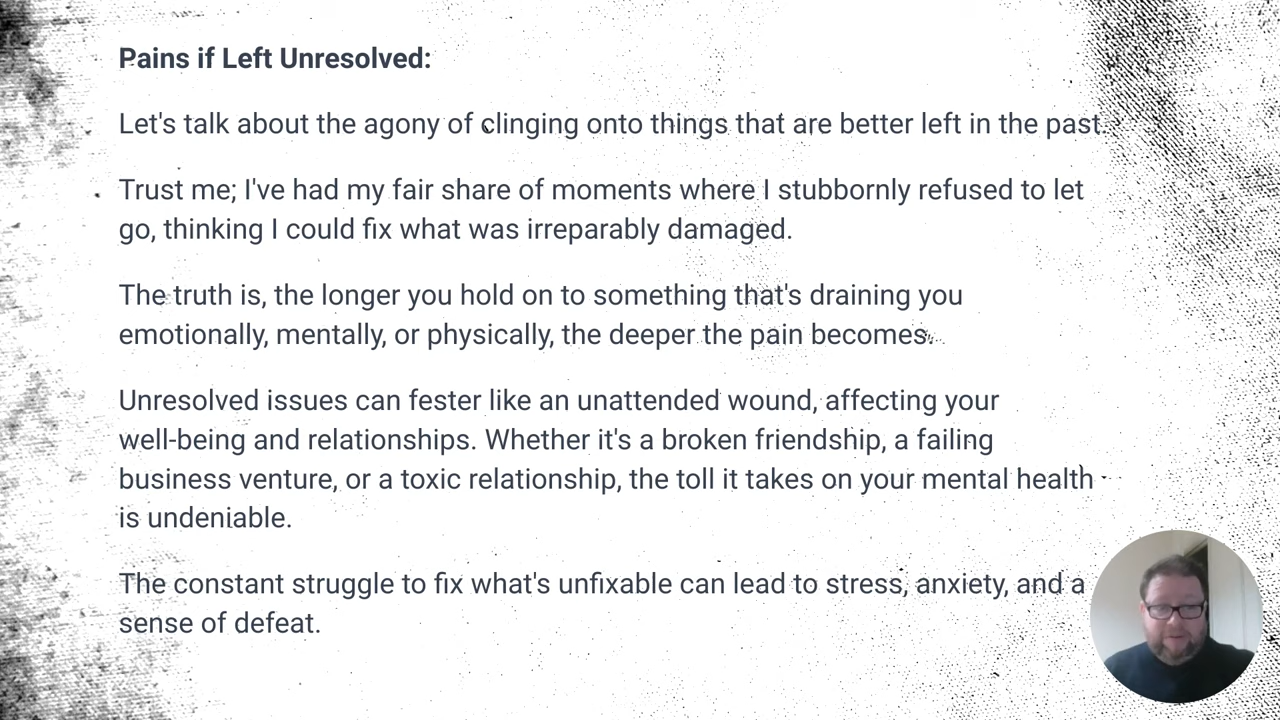 Pains if Left Unresolved:
Let's talk about the agony of clinging onto things that are better left in the past.
Trust me; I've had my fair share of moments where I stubbornly refused to let
go, thinking I could fix what was irreparably damaged.
The truth is, the longer you hold on to something that's draining you
emotionally, mentally, or physically, the deeper the pain becomes.
Unresolved issues can fester like an unattended wound, affecting your
well-being and relationships. Whether it's a broken friendship, a failing
business venture, or a toxic relationship, the toll it takes on your mental health
is undeniable.
The constant struggle to fix what's unfixable can lead to stress, anxiety, and a
sense of defeat.